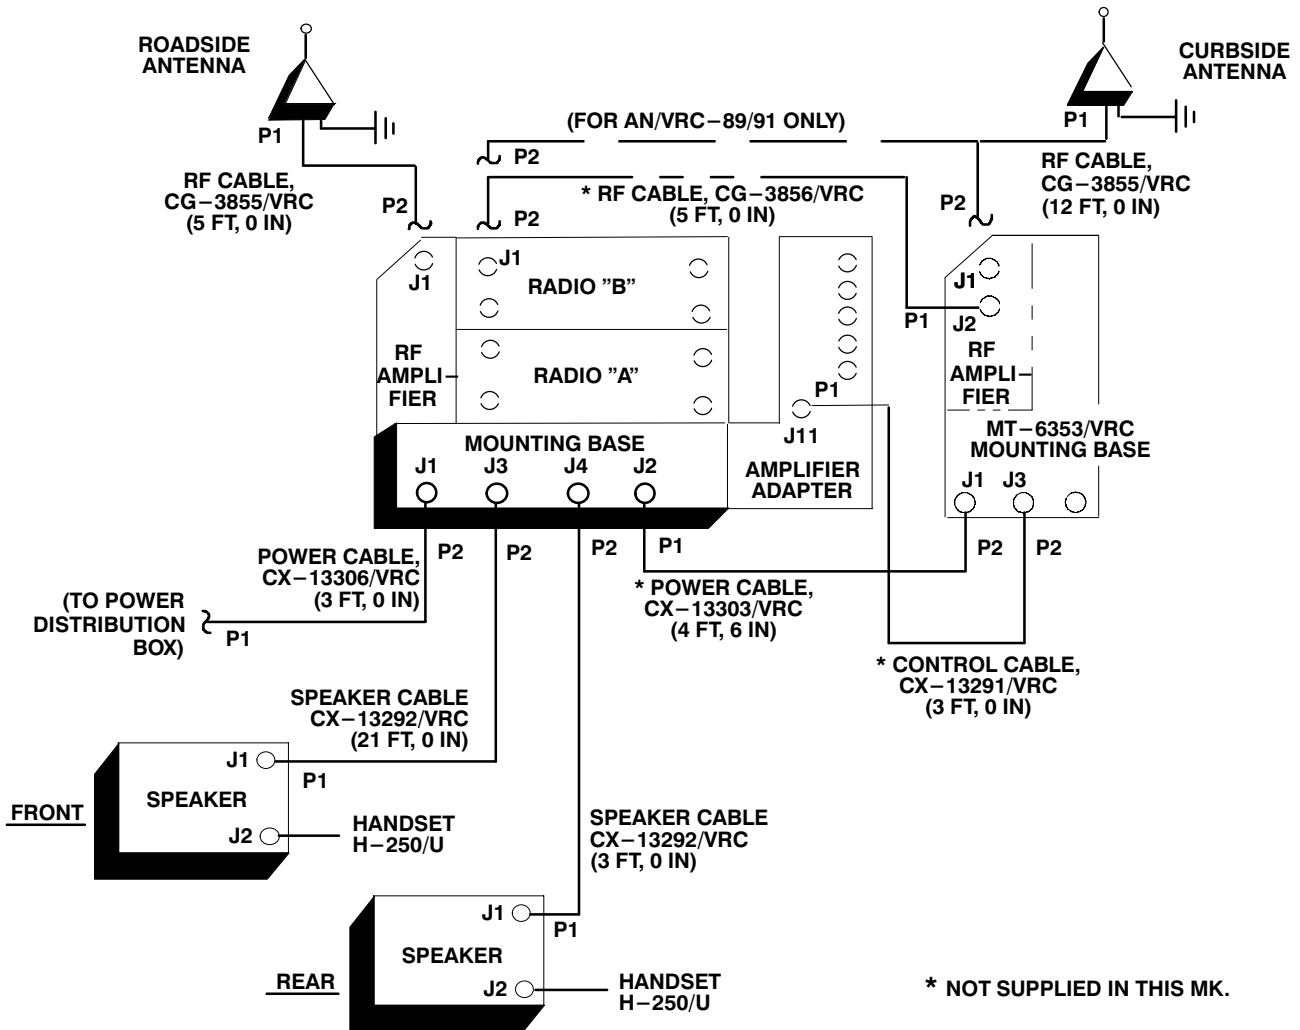 ROADSIDE
ANTENNA
P1
RF CABLE,
CG–3855/VRC
(5 FT, 0 IN)
P2
(FOR AN/VRC–89/91 ONLY)
P2
* RF CABLE, CG–3856/VRC
(5 FT, 0 IN)
P2
CURBSIDE
ANTENNA
P1
RF CABLE,
CG–3855/VRC
(12 FT, 0 IN)
P2
J1
J1
RADIO ”B”
RF
AMPLI–
FIER
RADIO ”A”
P1
J11
AMPLIFIER
ADAPTER
P1
J1
J2
RF
AMPLI–
FIER
MT–6353/VRC
MOUNTING BASE
J1
J3
MOUNTING BASE
J1
J3
J4
J2
P2
P2
P2
P1
P2
P2
POWER CABLE,
CX–13306/VRC
(3 FT, 0 IN)
(TO POWER
DISTRIBUTION
BOX)
P1
* POWER CABLE,
CX–13303/VRC
(4 FT, 6 IN)
* CONTROL CABLE,
CX–13291/VRC
(3 FT, 0 IN)
SPEAKER CABLE
CX–13292/VRC
(21 FT, 0 IN)
J1
P1
SPEAKER
FRONT
J2
HANDSET
H–250/U
SPEAKER CABLE
CX–13292/VRC
(3 FT, 0 IN)
J1
P1
SPEAKER
REAR
J2
HANDSET
H–250/U
* NOT SUPPLIED IN THIS MK.